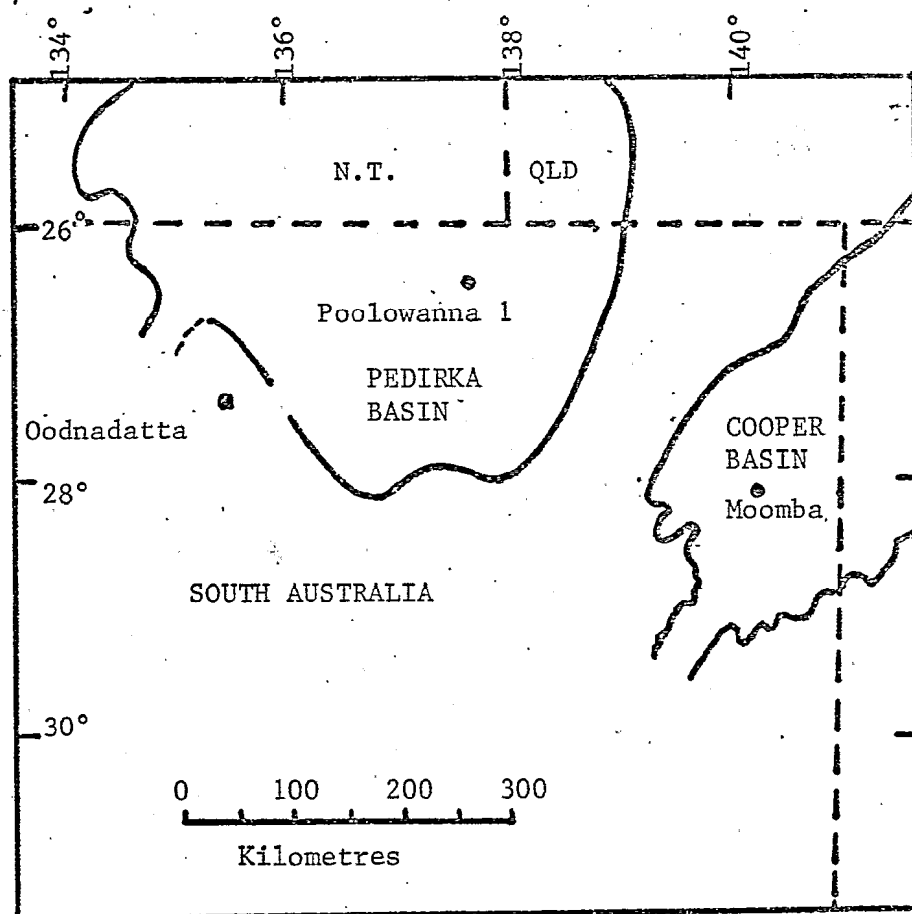 134°
136°
138°
140°
N.T.
QLD
26°
Poolowanna 1
PEDIRKA
BASIN
Oodnadatta
COOPER
BASIN
28°
Moomba
SOUTH AUSTRALIA
30°
0 100 200 300
Kilometres